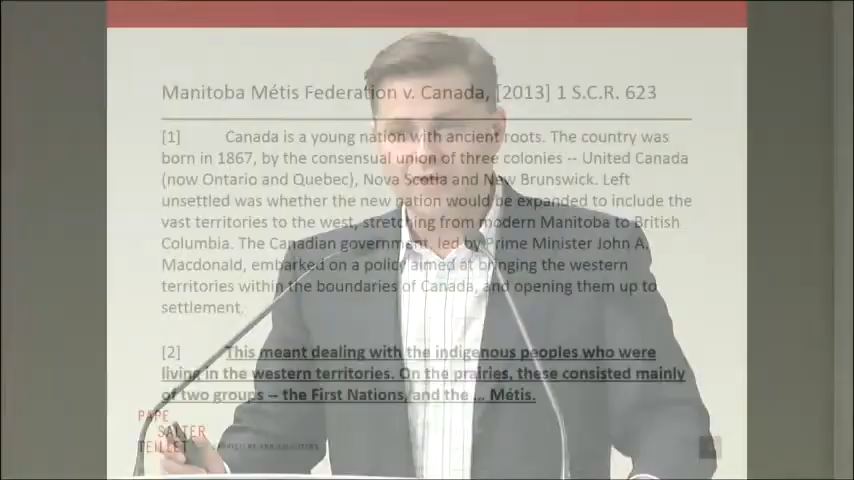 Manitoba Métis Federation v. Canada, [2013] 1 S.C.R. 623
[1] Canada is a young nation with ancient roots. The country was
born in 1867, by the consensual union of three colonies -- United Canada
(now Ontario and Quebec), Nova Scotia and New Brunswick. Left
unsettled was whether the new nation would be expanded to include the
vast territories to the west, stretching from modern Manitoba to British
Columbia. The Canadian government, led by Prime Minister John A.
Macdonald, embarked on a policy aimed at bringing the western
territories within the boundaries of Canada, and opening them up to
settlement.
[2] This meant dealing with the indigenous peoples who were
living in the western territories. On the prairies, these consisted mainly
of two groups -- the First Nations, and the ... Métis.
PAPE
SALTER
TEILLET